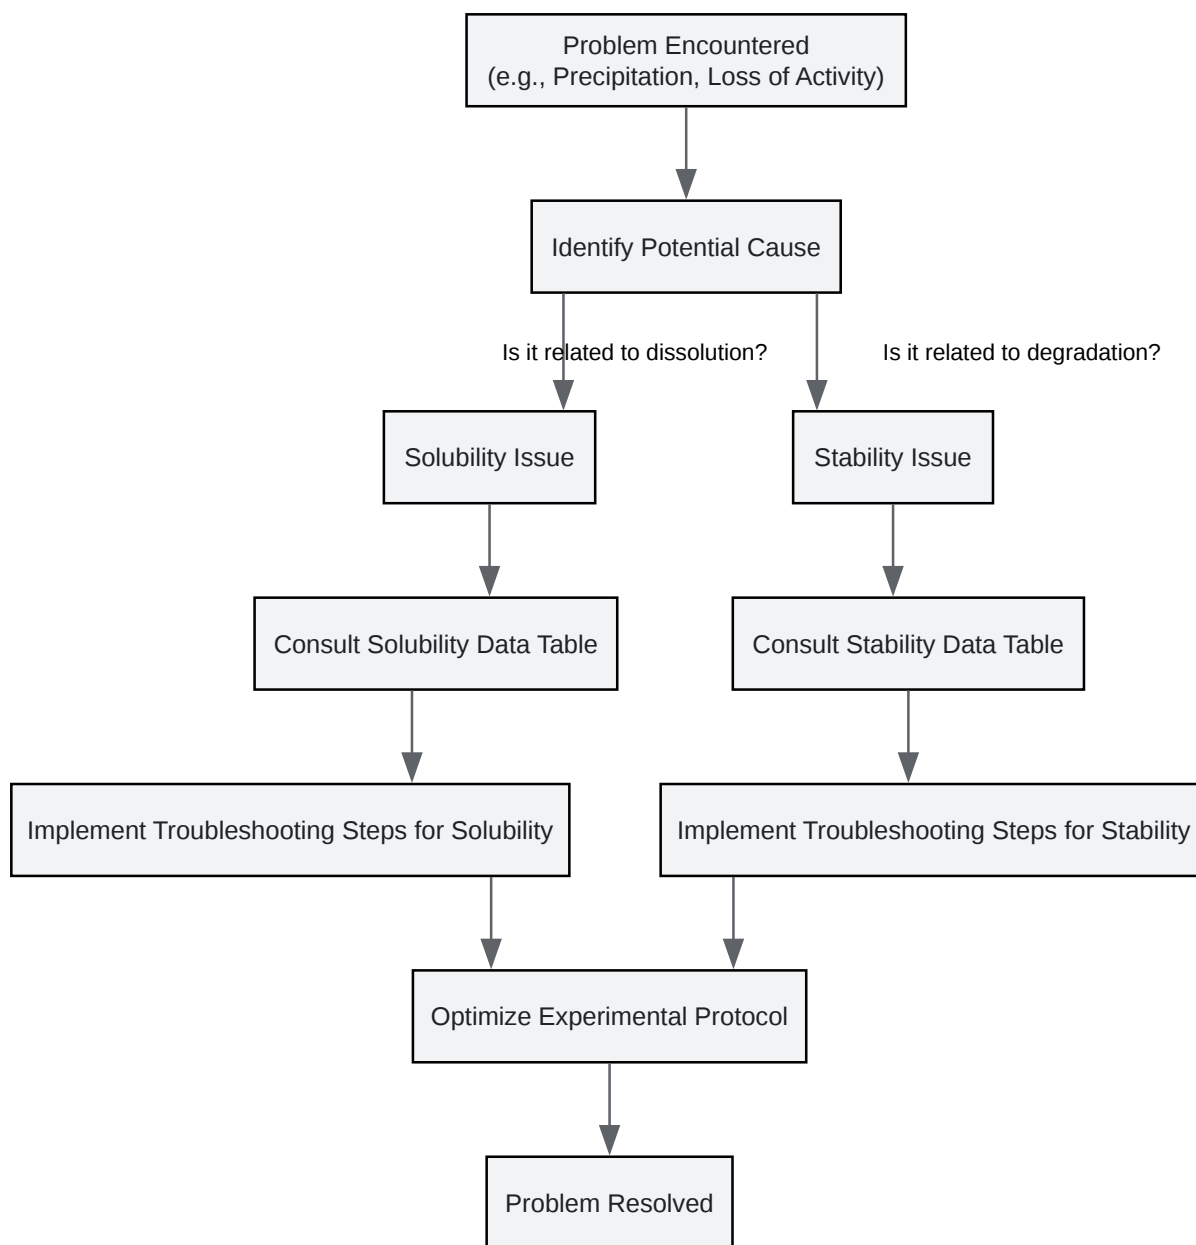 Problem Encountered
(e.g., Precipitation, Loss of Activity)
Identify Potential Cause
Is it related to dissolution?
Is it related to degradation?
Solubility Issue
Stability Issue
Consult Solubility Data Table
Consult Stability Data Table
Implement Troubleshooting Steps for Solubility
Implement Troubleshooting Steps for Stability
Optimize Experimental Protocol
Problem Resolved